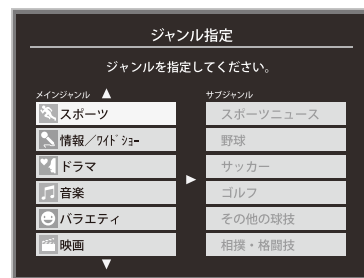 ジャンル指定
ジャンルを指定してください。
メインジャンル
スポーツ
情報／ﾜｲﾄﾞｼｮｰ
ドラマ
音楽
バラエティ
映画
サブジャンル
スポーツニュース
野球
サッカー
ゴルフ
その他の球技
相撲・格闘技